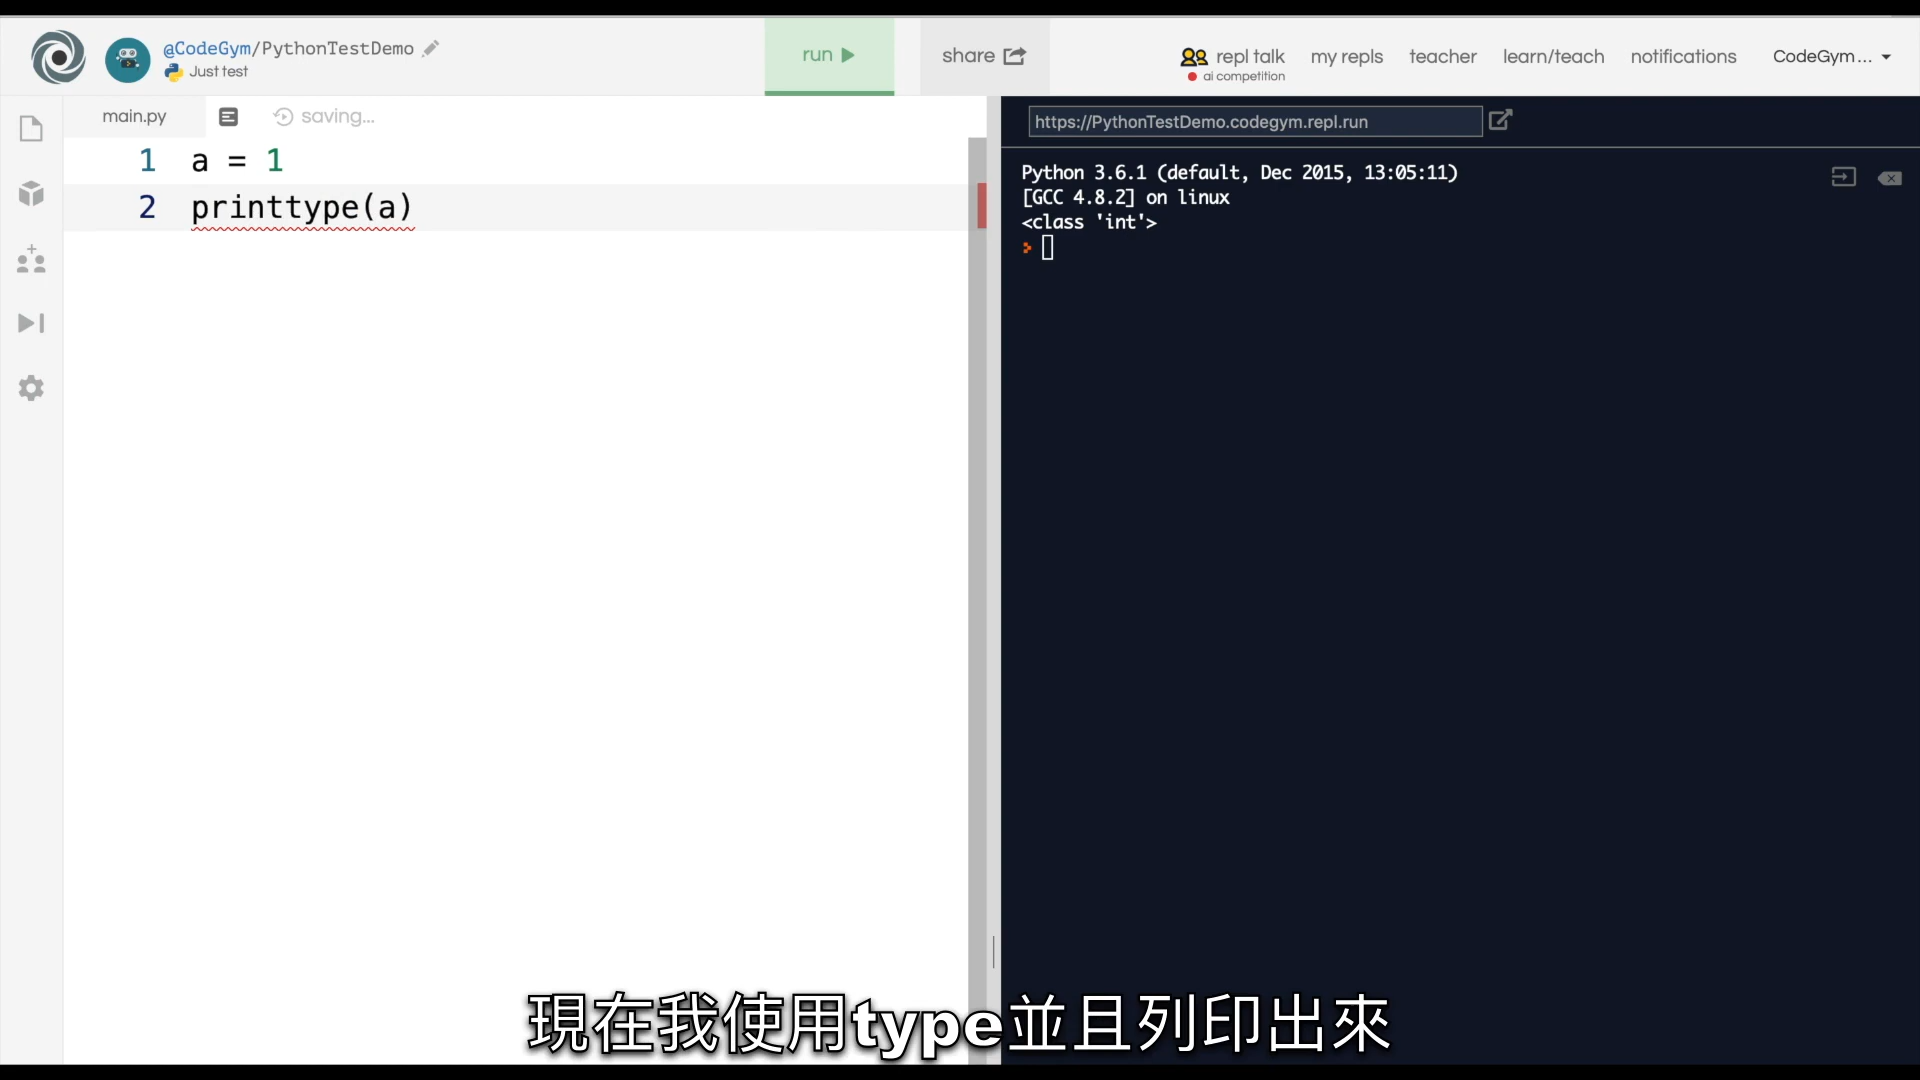 @CodeGym/PythonTestDemo
Just test
run
share
repl talk
ai competition
my repls
teacher
learn/teach
notifications
CodeGym...
main.py
saving...
1 a = 1
2 printtype(a)
https://PythonTestDemo.codegym.repl.run
Python 3.6.1 (default, Dec 2015, 13:05:11)
[GCC 4.8.2] on linux
<class 'int'>
現在我使用type並且列印出來